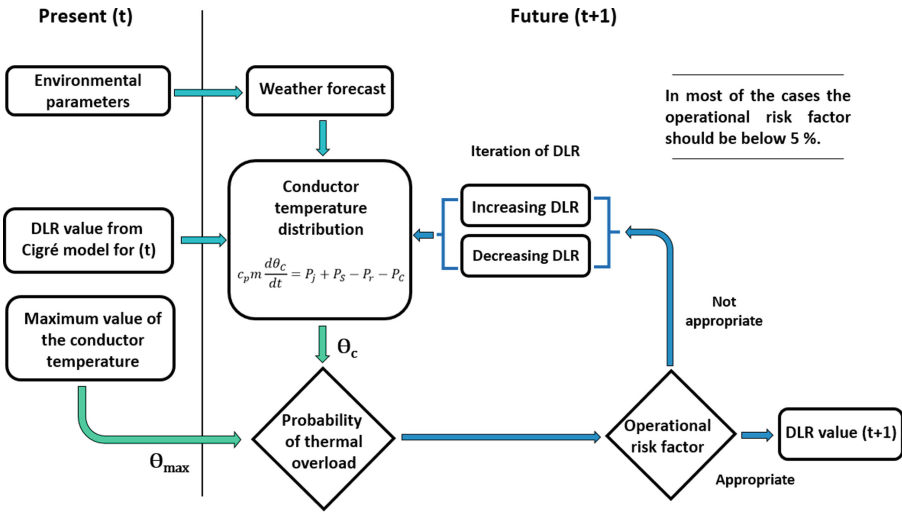 Present (t)
Future (t+1)
Environmental
parameters
Weather forecast
In most of the cases the
operational risk factor
should be below 5 %.
Iteration of DLR
Conductor
temperature
distribution
c_p m dθ_C/dt = P_j + P_S − P_r − P_C
DLR value from
Cigré model for (t)
Increasing DLR
Decreasing DLR
Maximum value of
the conductor
temperature
Not
appropriate
Θ_c
Probability
of thermal
overload
Operational
risk factor
DLR value (t+1)
Θ_max
Appropriate